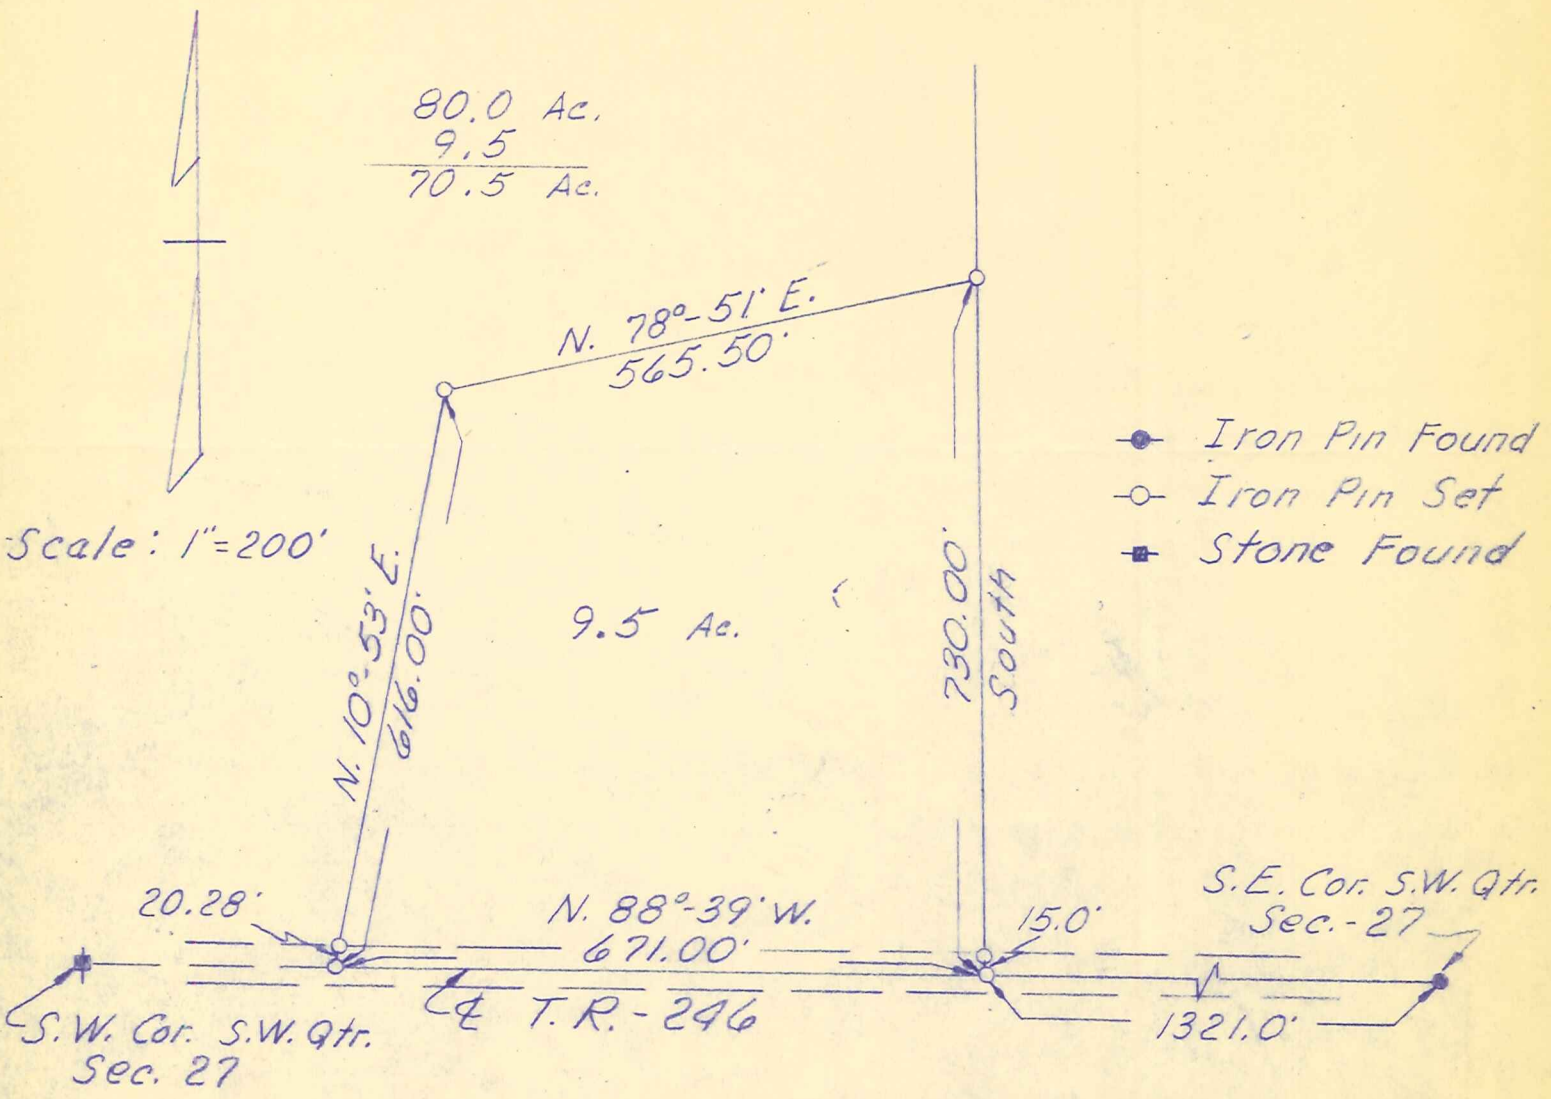 80.0 Ac.
9.5
70.5 Ac.
N. 78°-51' E.
565.50'
Iron Pin Found
Iron Pin Set
Stone Found
Scale: 1"=200'
N. 10°-53' E.
616.00'
9.5 Ac.
730.00'
South
20.28'
N. 88°-39' W.
671.00'
15.0'
S.E. Cor. S.W. Qtr.
Sec.-27
℄ T.R.-246
1321.0'
S.W. Cor. S.W. Qtr.
Sec. 27